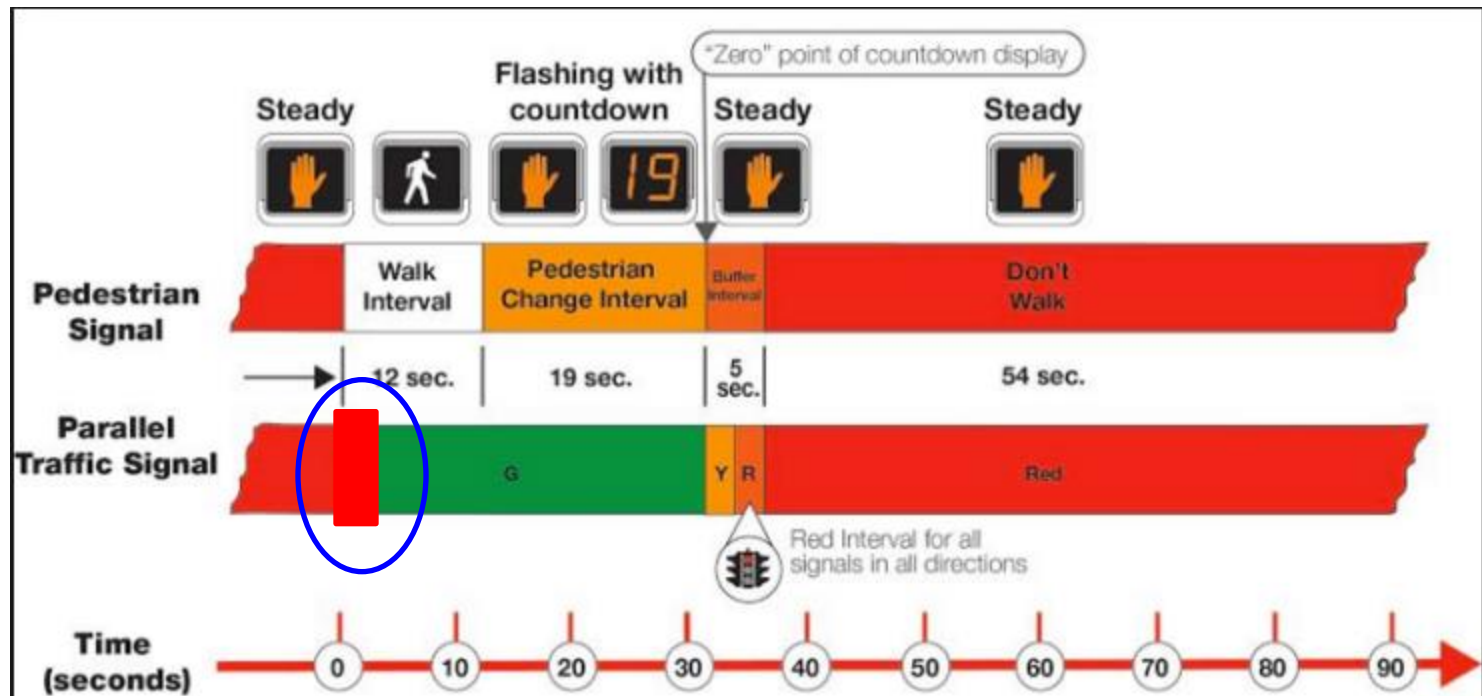 "Zero" point of countdown display
Flashing with
countdown
Steady
Steady
Steady
19
Pedestrian
Signal
Walk
Interval
Pedestrian
Change Interval
Buffer
Interval
Don't
Walk
12 sec.
19 sec.
5
sec.
54 sec.
Parallel
Traffic Signal
G
Y
R
Red
Red Interval for all
signals in all directions
Time
(seconds)
0
10
20
30
40
50
60
70
80
90